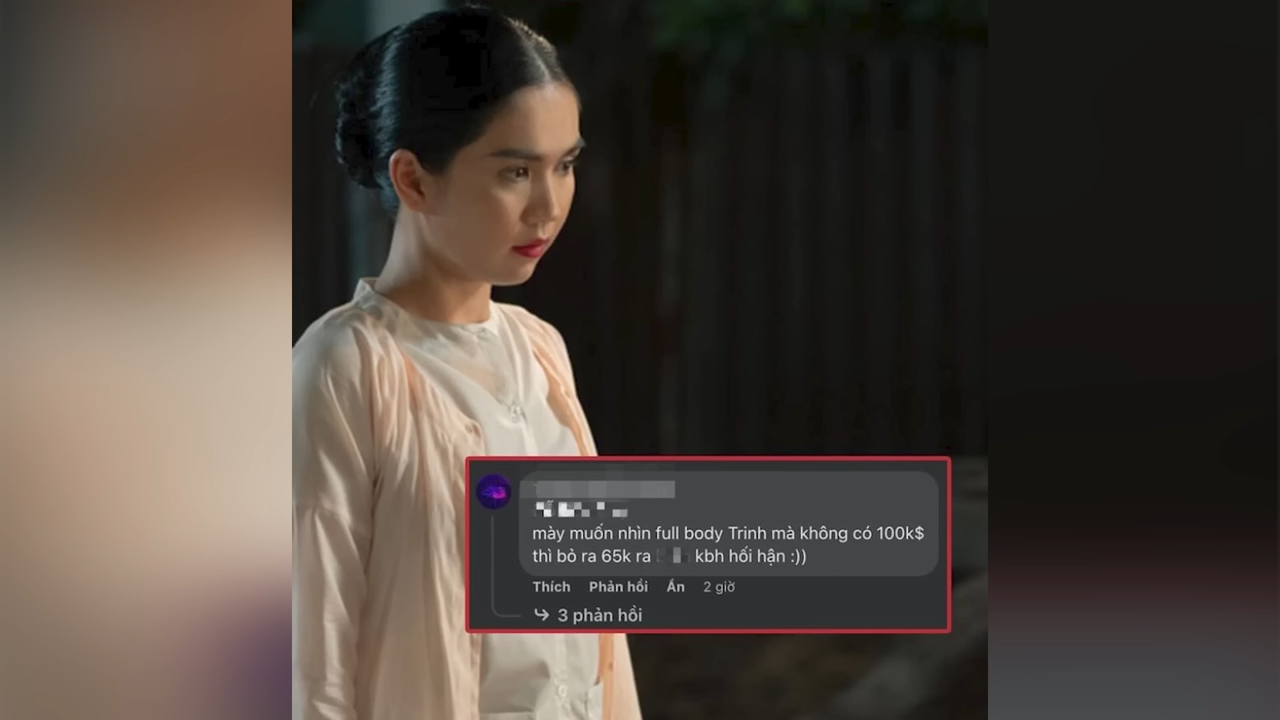 mày muốn nhìn full body Trinh mà không có 100k$
thì bỏ ra 65k ra kbh hối hận :))
Thích Phản hồi Ẩn 2 giờ
3 phản hồi